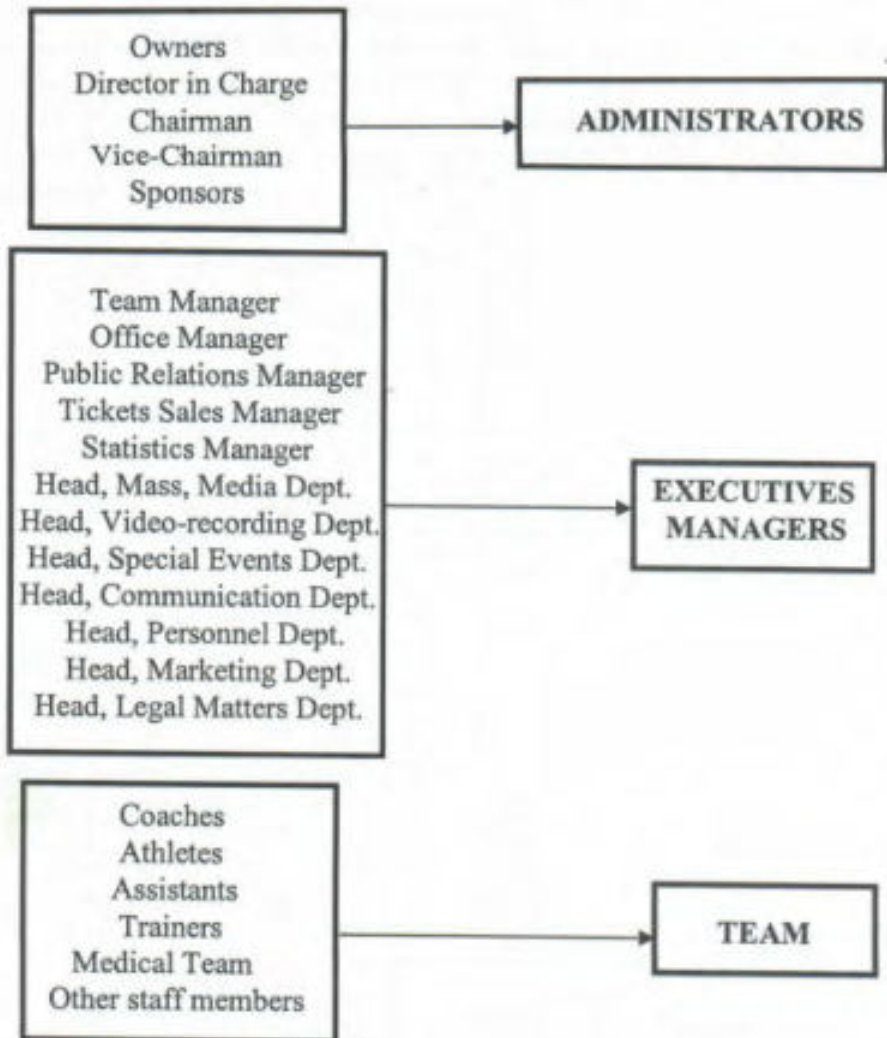 Owners
Director in Charge
Chairman
Vice-Chairman
Sponsors
ADMINISTRATORS
Team Manager
Office Manager
Public Relations Manager
Tickets Sales Manager
Statistics Manager
Head, Mass, Media Dept.
Head, Video-recording Dept.
Head, Special Events Dept.
Head, Communication Dept.
Head, Personnel Dept.
Head, Marketing Dept.
Head, Legal Matters Dept.
EXECUTIVES
MANAGERS
Coaches
Athletes
Assistants
Trainers
Medical Team
Other staff members
TEAM